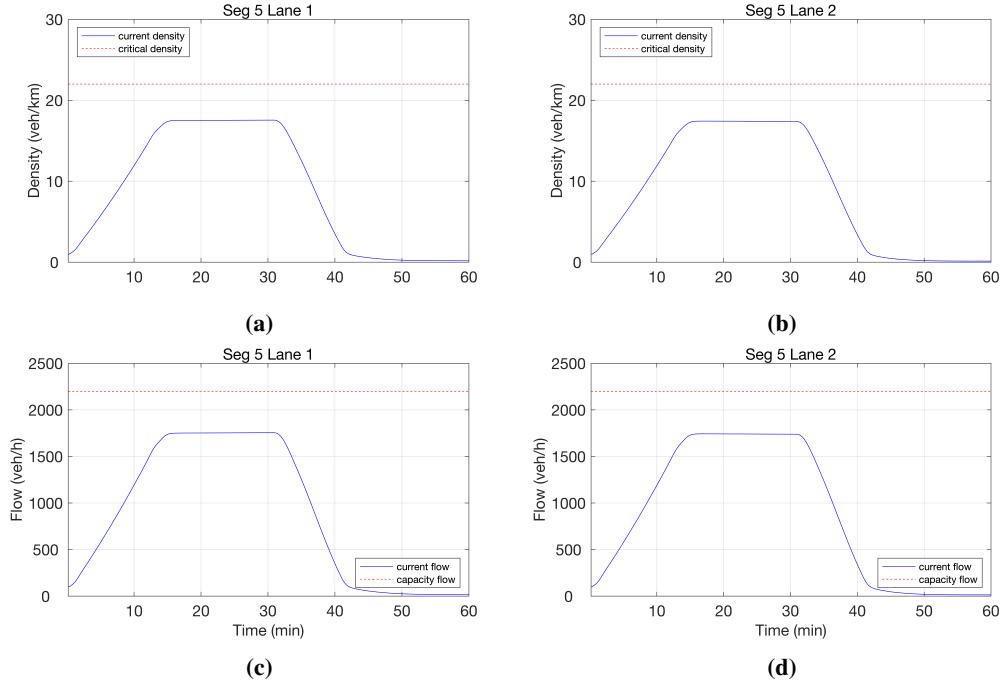 Seg 5 Lane 1
Seg 5 Lane 2
current density
critical density
current density
critical density
Density (veh/km)
30
20
10
0
10 20 30 40 50 60
Density (veh/km)
30
20
10
0
10 20 30 40 50 60
(a)
(b)
Seg 5 Lane 1
Seg 5 Lane 2
Flow (veh/h)
2500
2000
1500
1000
500
0
10 20 30 40 50 60
Time (min)
current flow
capacity flow
Flow (veh/h)
2500
2000
1500
1000
500
0
10 20 30 40 50 60
Time (min)
current flow
capacity flow
(c)
(d)